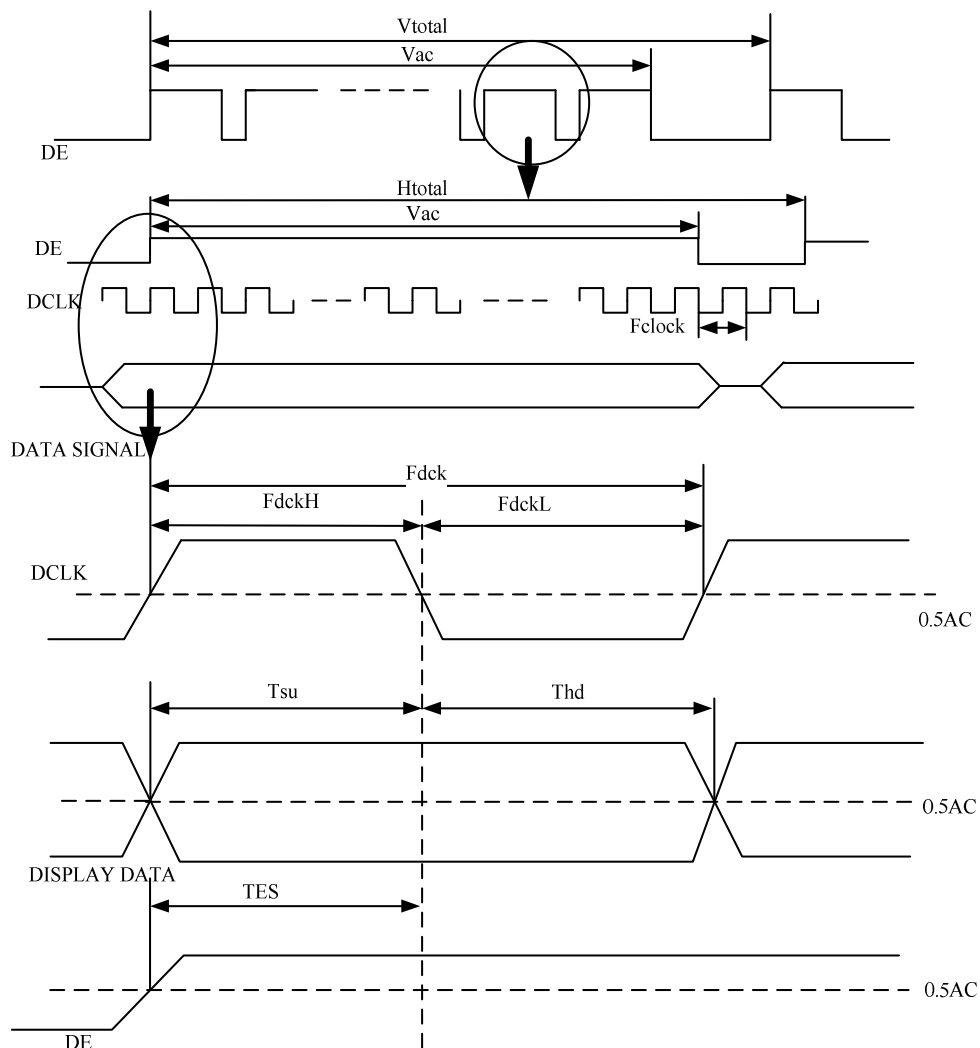 Vtotal
Vac
DE
Htotal
Vac
DE
DCLK
Fclock
DATA SIGNAL
Fdck
FdckH
FdckL
DCLK
0.5AC
Tsu
Thd
0.5AC
DISPLAY DATA
TES
0.5AC
DE